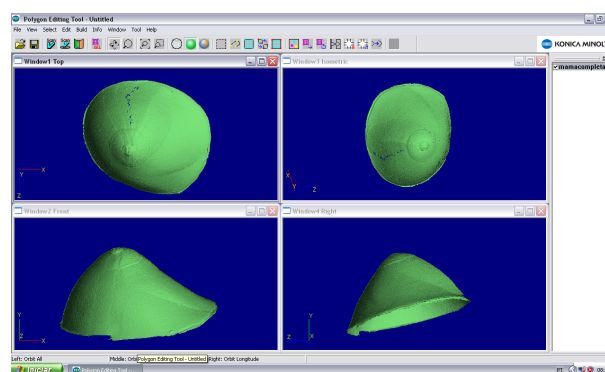 Polygon Editing Tool - Untitled
File View Select Edit Build Info Window Tool Help
KONICA MINOL
Window1 Top
Window3 Isometric
mamacompleta
Y X
Z
X
Y Z
Window2 Front
Window4 Right
Y
Z X
Y
X Z
Left: Orbit All Middle: Orb Polygon Editing Tool - Untitled Right: Orbit Longitude
Iniciar Polygon Editing Tool - ... PT